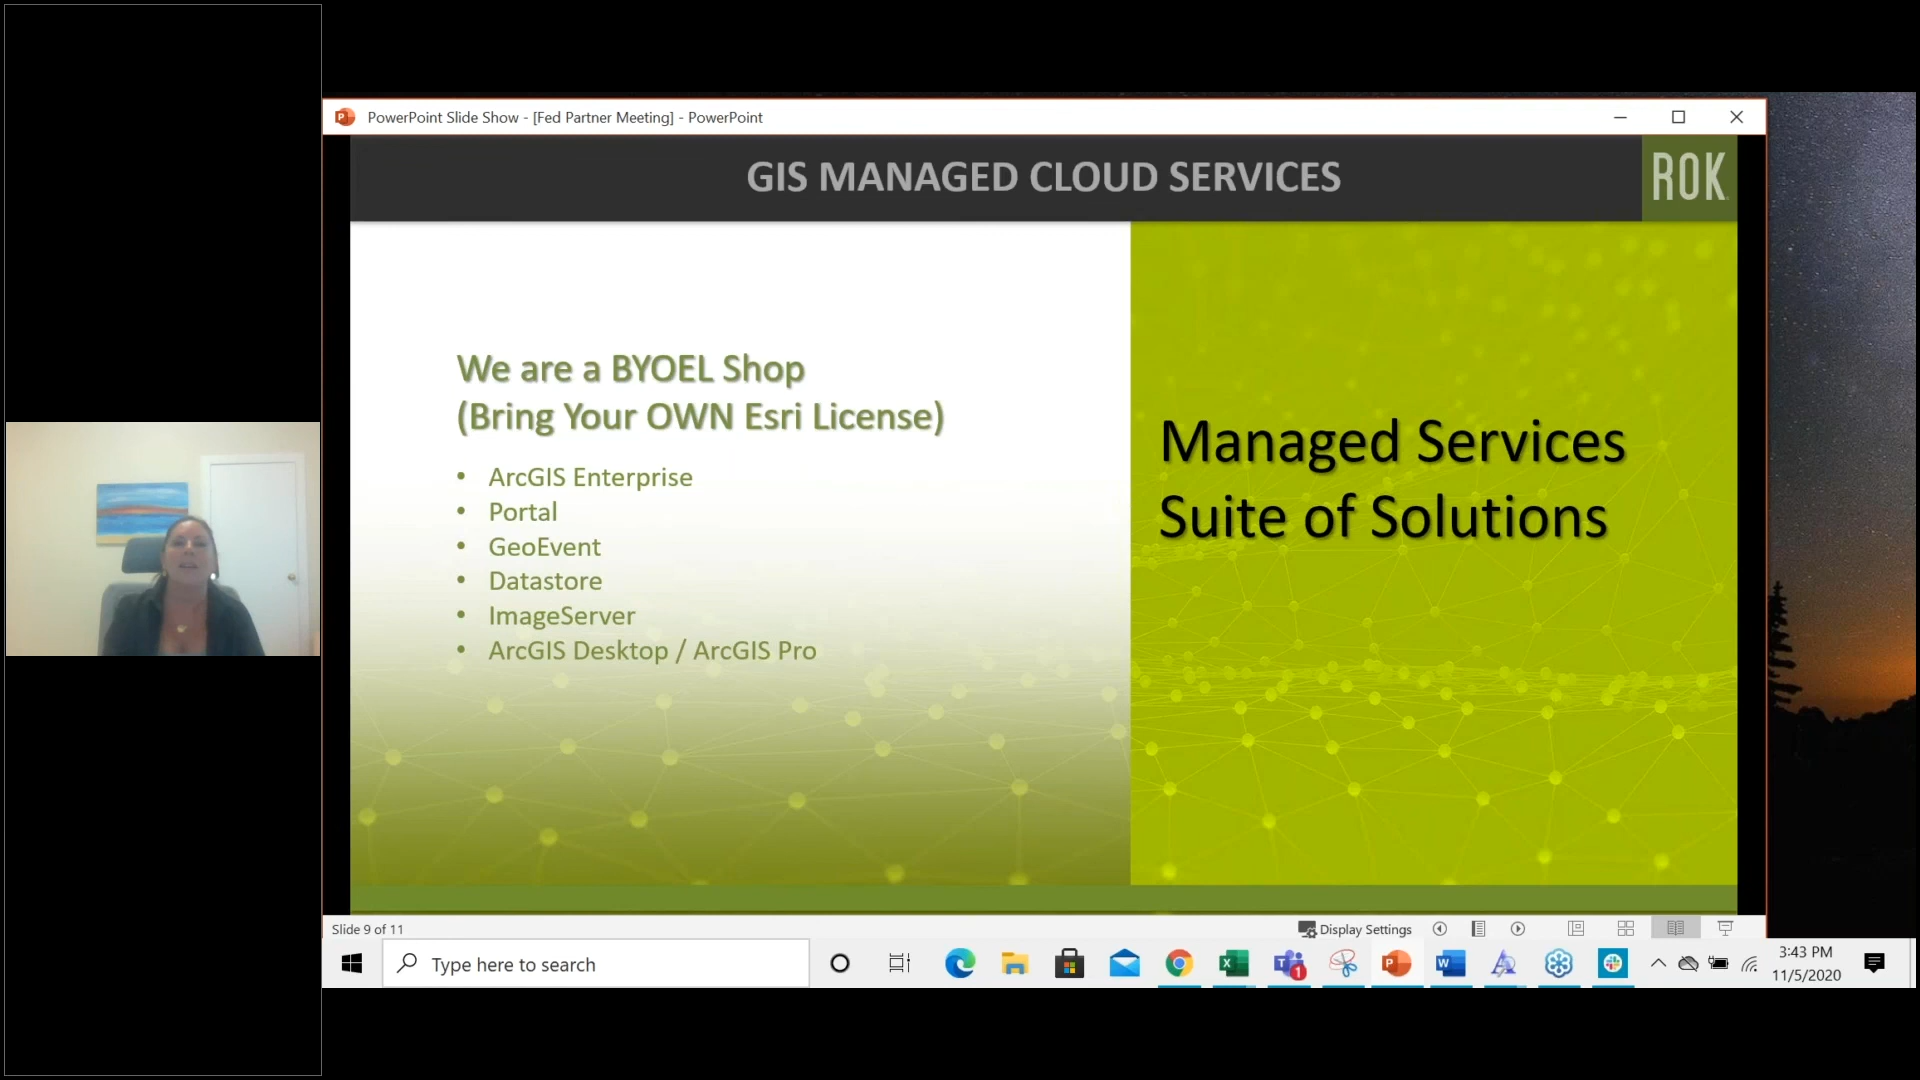 PowerPoint Slide Show - [Fed Partner Meeting] - PowerPoint
GIS MANAGED CLOUD SERVICES
ROK
We are a BYOEL Shop
(Bring Your OWN Esri License)
• ArcGIS Enterprise
• Portal
• GeoEvent
• Datastore
• ImageServer
• ArcGIS Desktop / ArcGIS Pro
Managed Services
Suite of Solutions
Slide 9 of 11
Display Settings
Type here to search
1
3:43 PM
11/5/2020